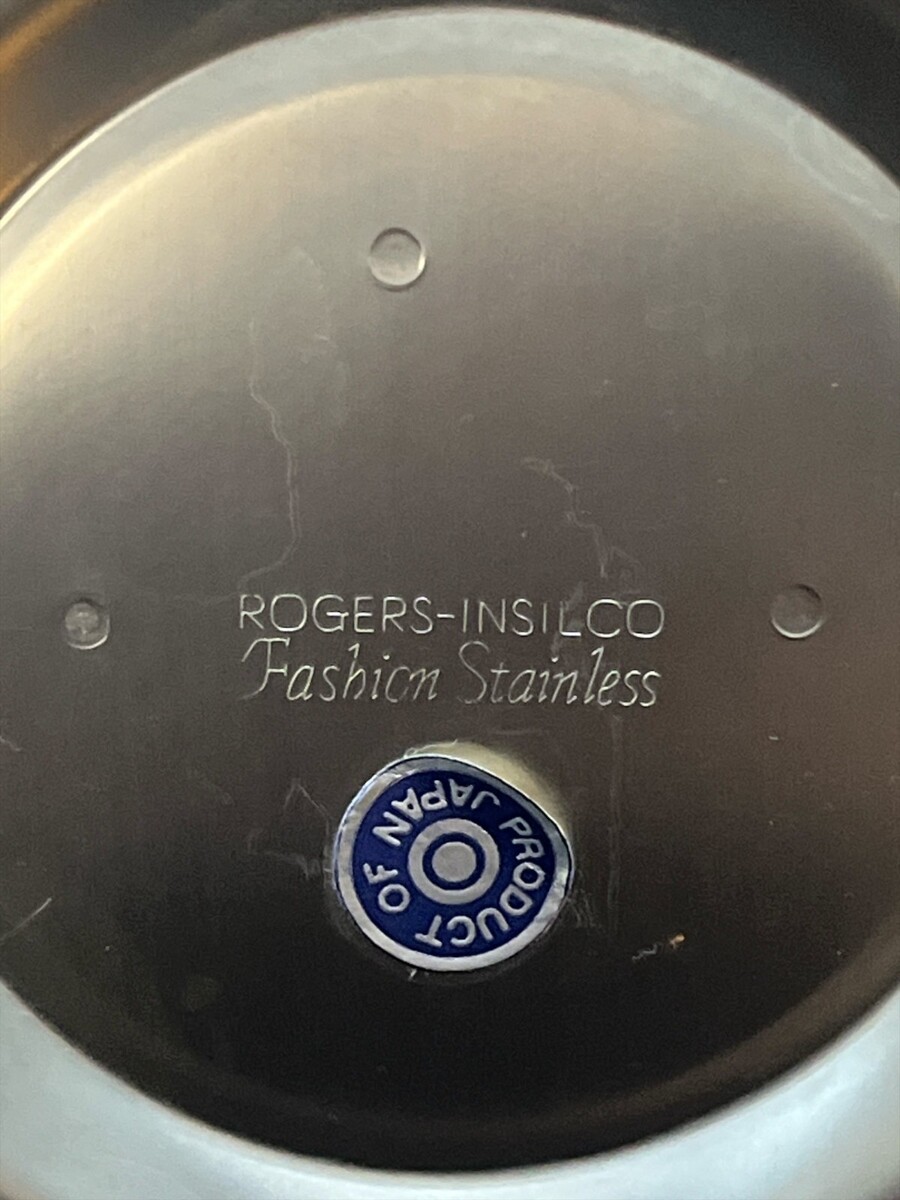 ROGERS-INSILCO
Fashion Stainless
PRODUCT OF JAPAN